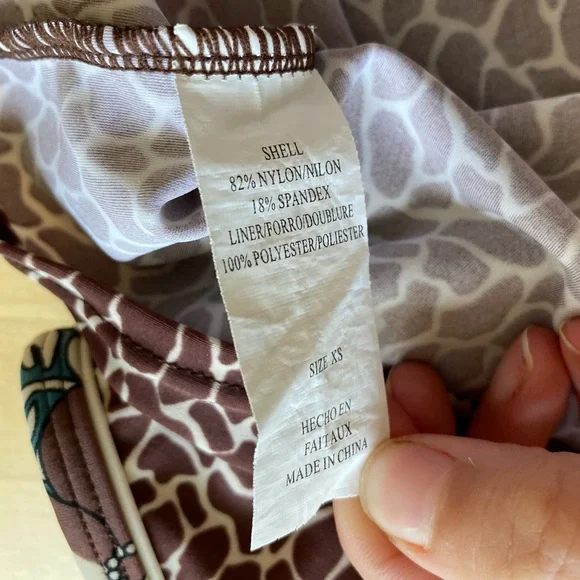 SHELL
82% NYLON/NILON
18% SPANDEX
LINER/FORRO/DOUBLURE
100% POLYESTER/POLIESTER
SIZE XS
HECHO EN
FAIT AUX
MADE IN CHINA